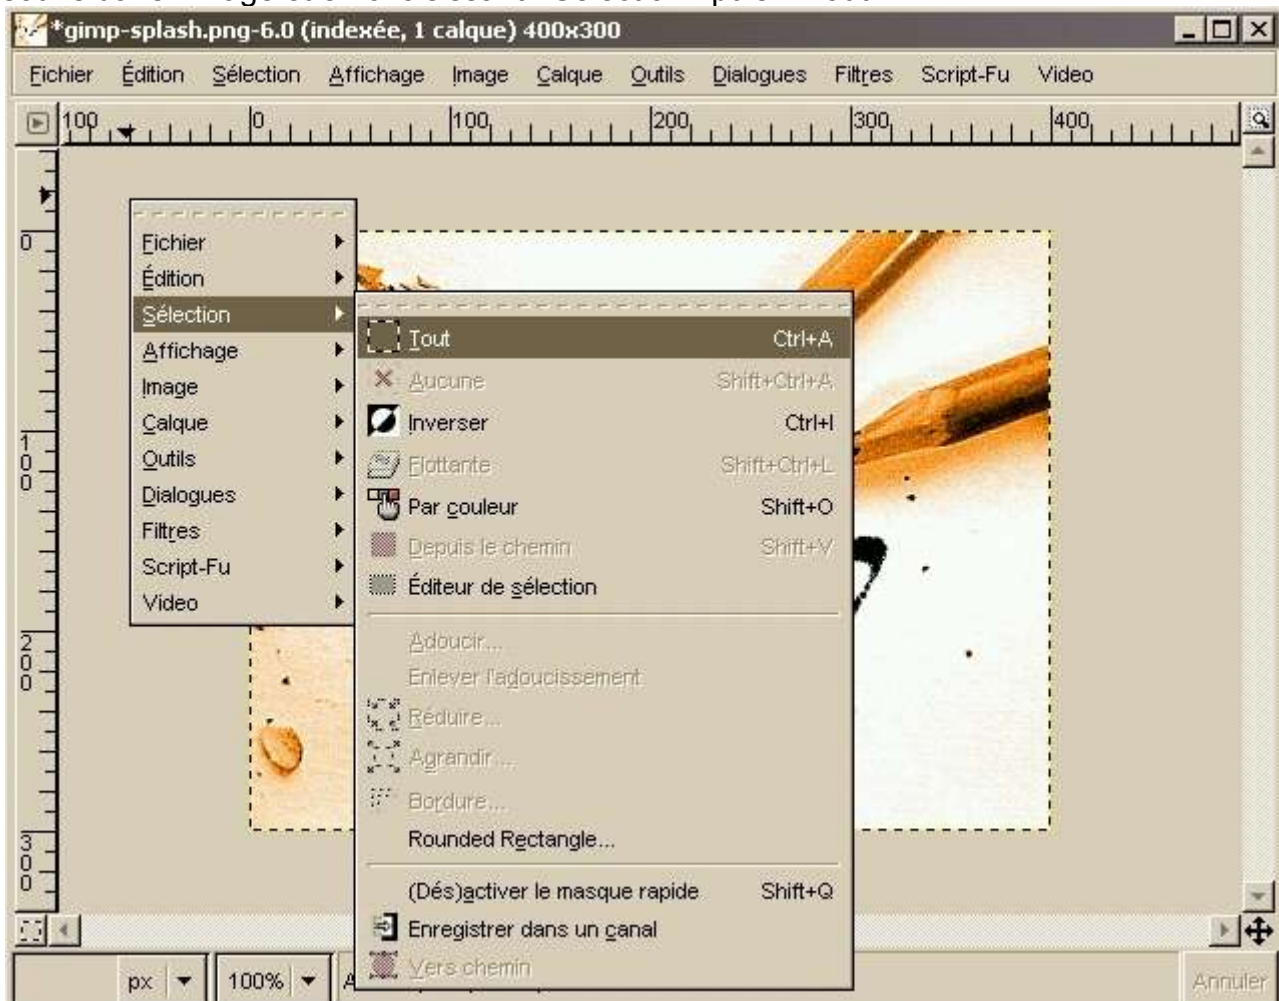 *gimp-splash.png-6.0 (indexée, 1 calque) 400x300
Fichier Édition Sélection Affichage Image Calque Outils Dialogues Filtres Script-Fu Video
100 0 100 200 300 400
0
100
200
300
Fichier
Édition
Sélection
Affichage
Image
Calque
Outils
Dialogues
Filtres
Script-Fu
Video
Tout Ctrl+A
Aucune Shift+Ctrl+A
Inverser Ctrl+I
Flottante Shift+Ctrl+L
Par couleur Shift+O
Depuis le chemin Shift+V
Éditeur de sélection
Adoucir...
Enlever l'adoucissement
Réduire...
Agrandir...
Bordure...
Rounded Rectangle...
(Dés)activer le masque rapide Shift+Q
Enregistrer dans un canal
Vers chemin
px 100% Annuler